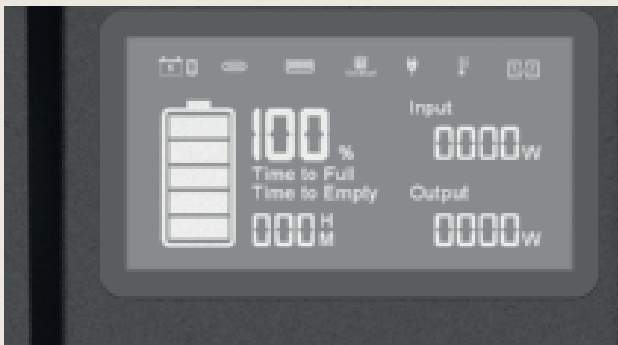 Input
100 %
0000 W
Time to Full
Time to Empty
Output
000 H M
0000 W